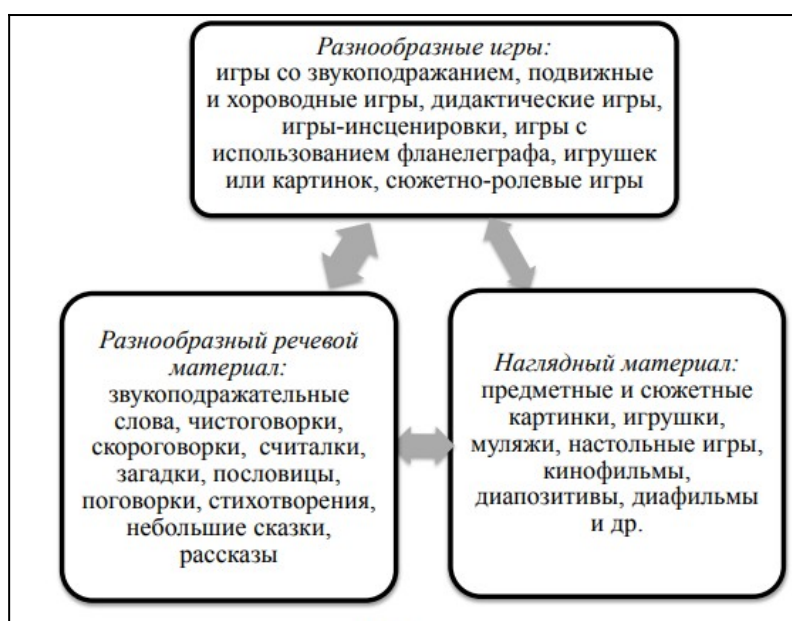 Разнообразные игры:
игры со звукоподражанием, подвижные
и хороводные игры, дидактические игры,
игры-инсценировки, игры с
использованием фланелеграфа, игрушек
или картинок, сюжетно-ролевые игры
Разнообразный речевой
материал:
звукоподражательные
слова, чистоговорки,
скороговорки, считалки,
загадки, пословицы,
поговорки, стихотворения,
небольшие сказки,
рассказы
Наглядный материал:
предметные и сюжетные
картинки, игрушки,
муляжи, настольные игры,
кинофильмы,
диапозитивы, диафильмы
и др.